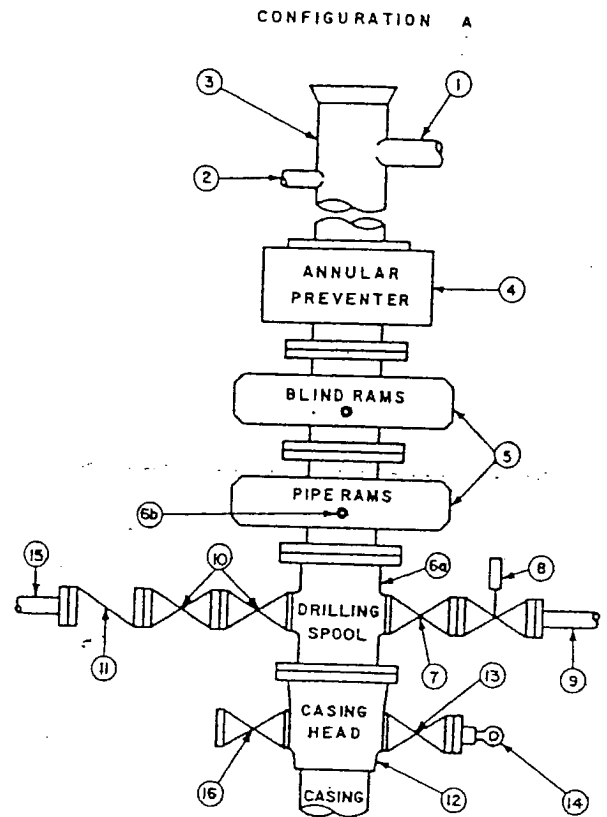 CONFIGURATION A
1
3
2
ANNULAR
PREVENTER
4
BLIND RAMS
5
PIPE RAMS
6b
15
10
6a
8
DRILLING
SPOOL
11
7
13
9
CASING
HEAD
16
12
14
CASING